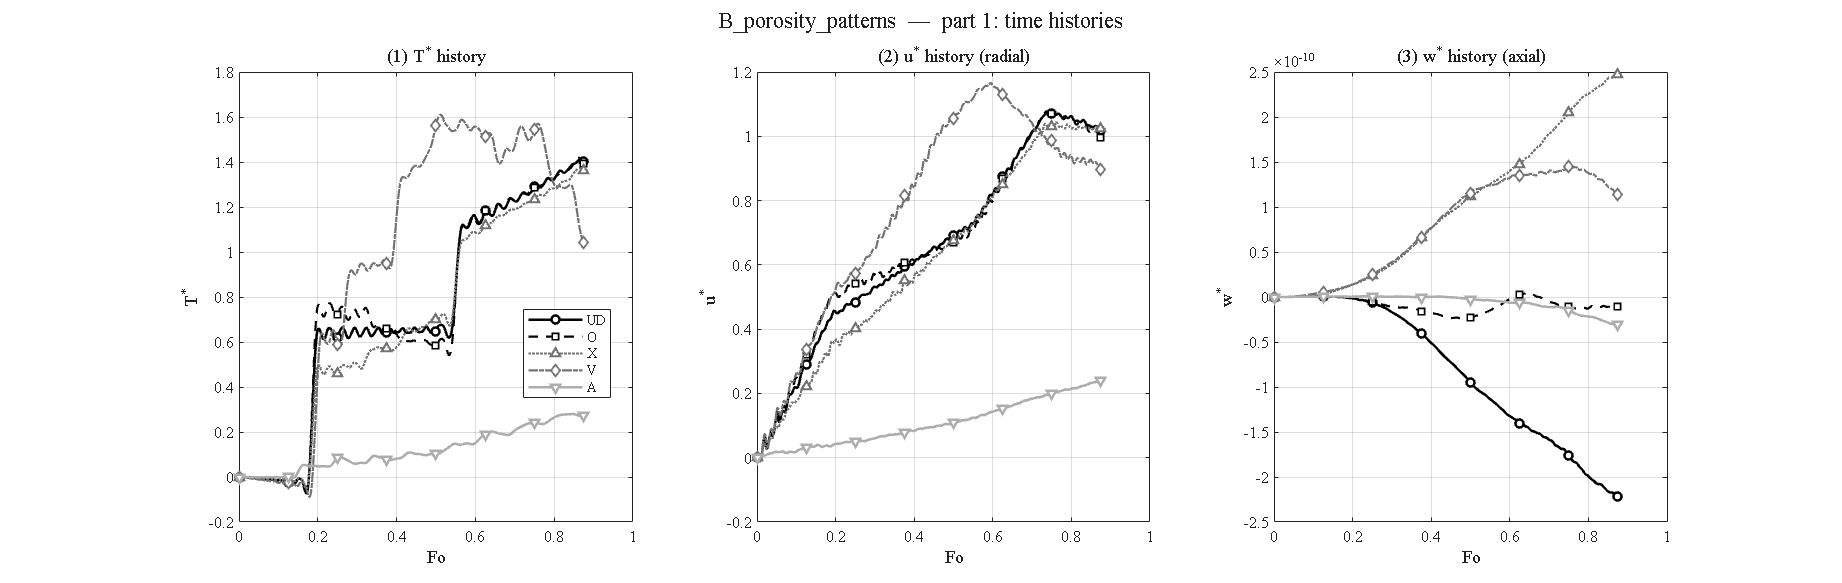 B_porosity_patterns — part 1: time histories
(1) T* history
1.8
1.6
1.4
1.2
1
0.8
0.6
0.4
0.2
0
-0.2
T*
0 0.2 0.4 0.6 0.8 1
Fo
UD
O
X
V
A
(2) u* history (radial)
1.2
1
0.8
0.6
0.4
0.2
0
-0.2
u*
0 0.2 0.4 0.6 0.8 1
Fo
(3) w* history (axial)
×10⁻¹⁰
2.5
2
1.5
1
0.5
0
-0.5
-1
-1.5
-2
-2.5
w*
0 0.2 0.4 0.6 0.8 1
Fo